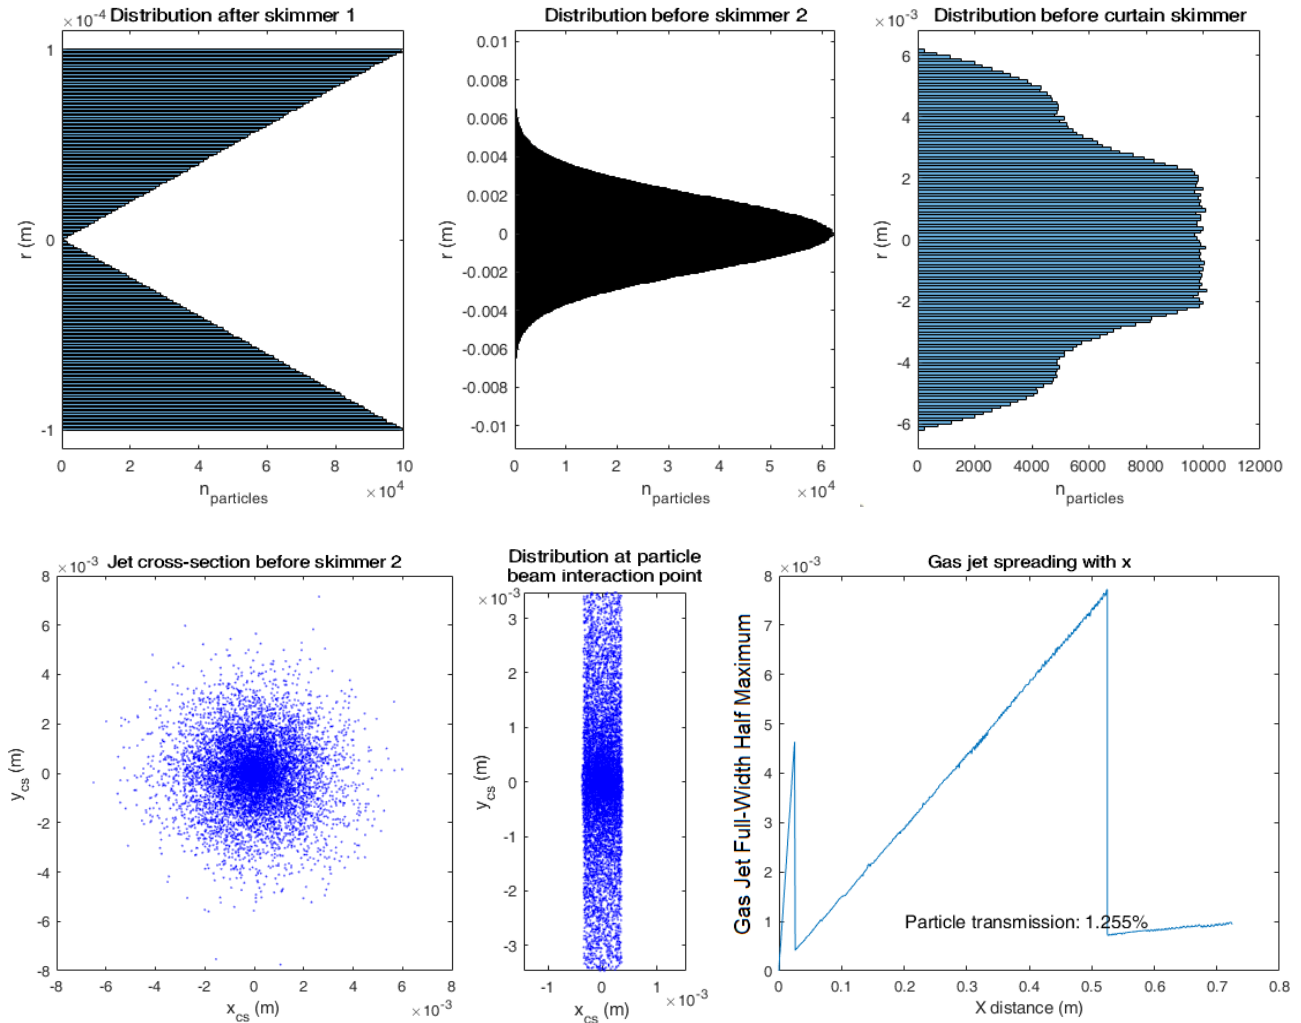 Distribution after skimmer 1
×10⁻⁴
1
0
-1
r (m)
0 2 4 6 8 10
n_particles
×10⁴
Distribution before skimmer 2
0.01
0.008
0.006
0.004
0.002
0
-0.002
-0.004
-0.006
-0.008
-0.01
r (m)
0 1 2 3 4 5 6
n_particles
×10⁴
Distribution before curtain skimmer
×10⁻³
6
4
2
0
-2
-4
-6
r (m)
0 2000 4000 6000 8000 10000 12000
n_particles
Jet cross-section before skimmer 2
×10⁻³
8
6
4
2
0
-2
-4
-6
-8
y_cs (m)
-8 -6 -4 -2 0 2 4 6 8
x_cs (m)
×10⁻³
Distribution at particle
beam interaction point
×10⁻³
3
2
1
0
-1
-2
-3
y_cs (m)
-1 0 1
x_cs (m)
×10⁻³
Gas jet spreading with x
×10⁻³
8
7
6
5
4
3
2
1
0
Gas Jet Full-Width Half Maximum
Particle transmission: 1.255%
0 0.1 0.2 0.3 0.4 0.5 0.6 0.7 0.8
X distance (m)